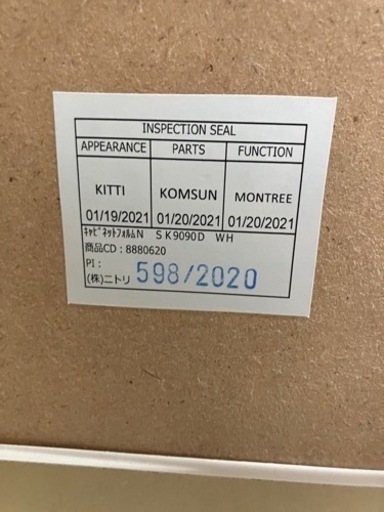 INSPECTION SEAL
APPEARANCE PARTS FUNCTION
KITTI KOMSUN MONTREE
01/19/2021 01/20/2021 01/20/2021
ｷｬﾋﾞﾈｯﾄﾌｫﾙﾑN SK9090D WH
商品CD：8880620
PI：
(株)ニトリ 598/2020